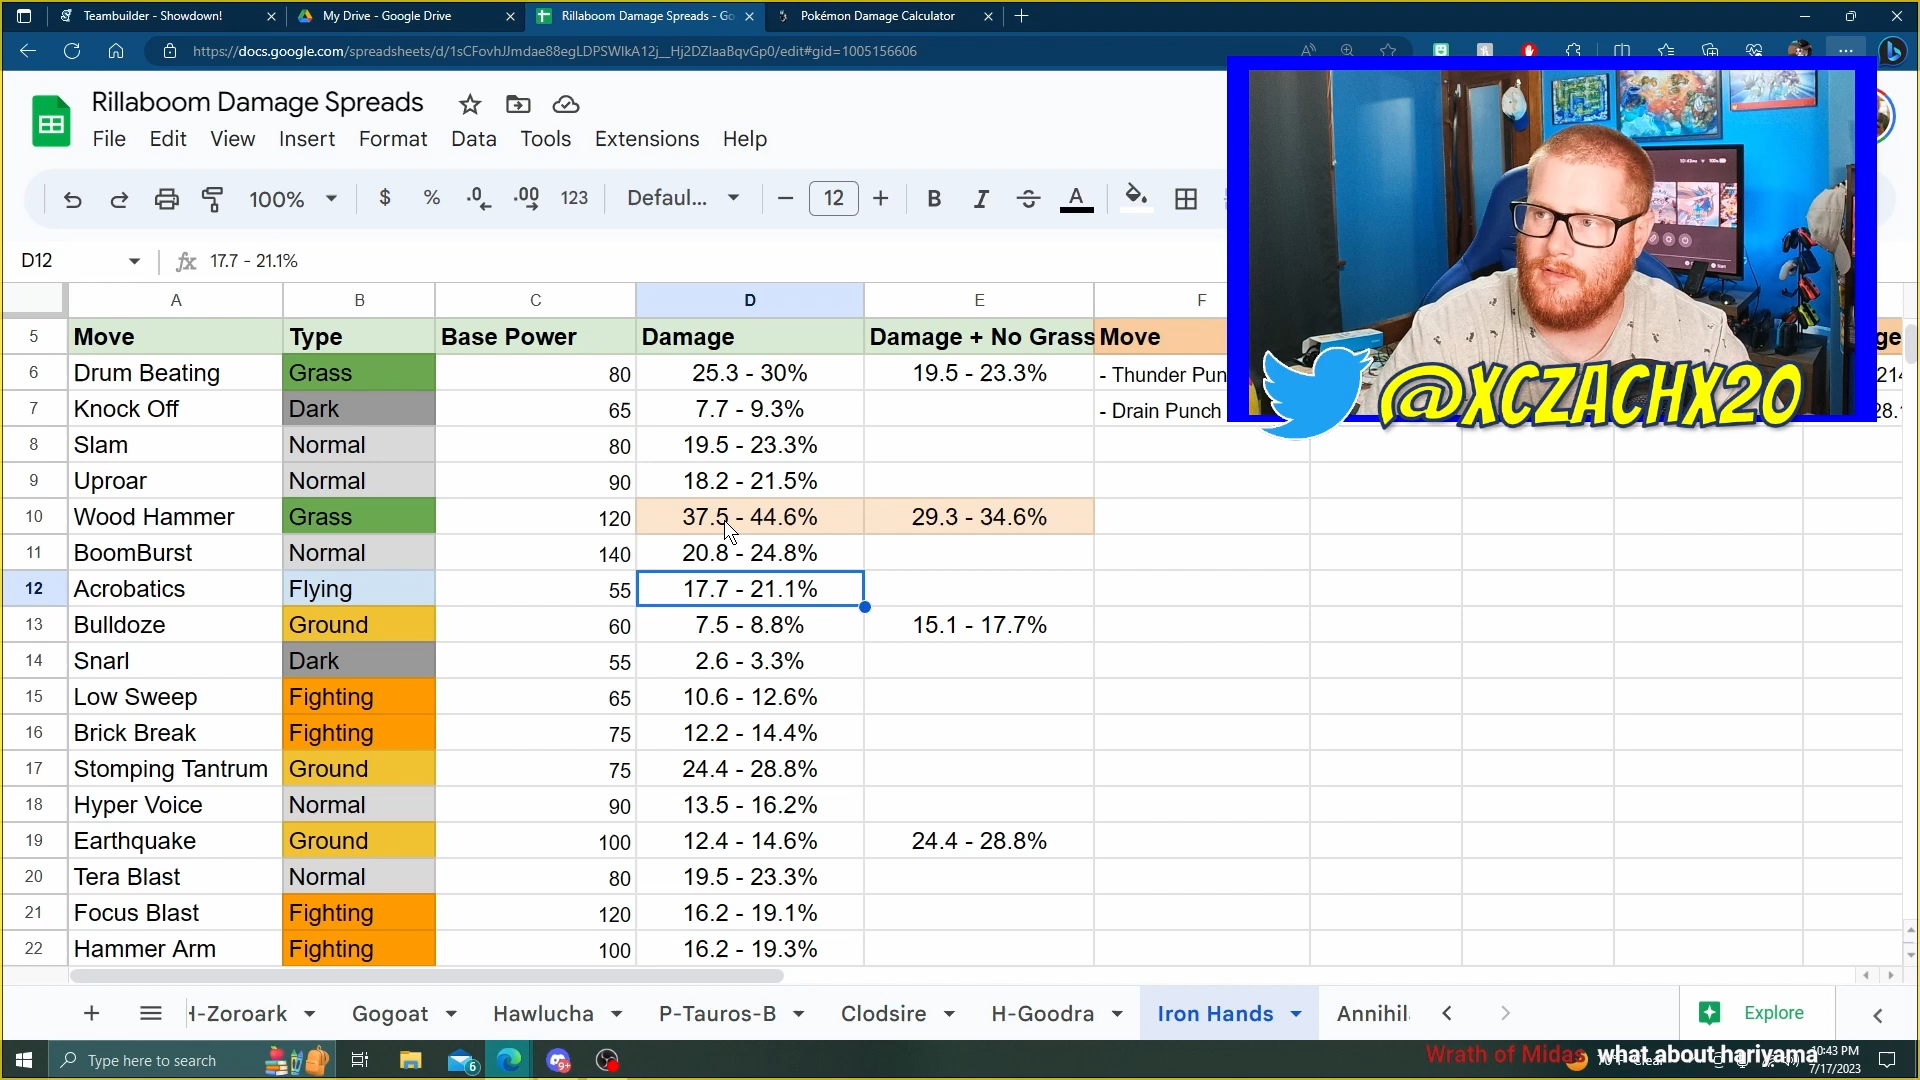 Teambuilder - Showdown!
My Drive - Google Drive
Rillaboom Damage Spreads - Go
Pokémon Damage Calculator
https://docs.google.com/spreadsheets/d/1sCFovhJJmdae88egLDPSWIkA12j__Hj2DZIaaBqvGp0/edit#gid=1005156606
Rillaboom Damage Spreads
File Edit View Insert Format Data Tools Extensions Help
100% $ % .0 .00 123 Defaul... 12 B I A
D12 fx 17.7 - 21.1%
A B C D E F
5 Move Type Base Power Damage Damage + No Grass Move ge
6 Drum Beating Grass 80 25.3 - 30% 19.5 - 23.3% - Thunder Pun 214
7 Knock Off Dark 65 7.7 - 9.3% - Drain Punch 28.
8 Slam Normal 80 19.5 - 23.3%
9 Uproar Normal 90 18.2 - 21.5%
10 Wood Hammer Grass 120 37.5 - 44.6% 29.3 - 34.6%
11 BoomBurst Normal 140 20.8 - 24.8%
12 Acrobatics Flying 55 17.7 - 21.1%
13 Bulldoze Ground 60 7.5 - 8.8% 15.1 - 17.7%
14 Snarl Dark 55 2.6 - 3.3%
15 Low Sweep Fighting 65 10.6 - 12.6%
16 Brick Break Fighting 75 12.2 - 14.4%
17 Stomping Tantrum Ground 75 24.4 - 28.8%
18 Hyper Voice Normal 90 13.5 - 16.2%
19 Earthquake Ground 100 12.4 - 14.6% 24.4 - 28.8%
20 Tera Blast Normal 80 19.5 - 23.3%
21 Focus Blast Fighting 120 16.2 - 19.1%
22 Hammer Arm Fighting 100 16.2 - 19.3%
@XCZACHX20
H-Zoroark Gogoat Hawlucha P-Tauros-B Clodsire H-Goodra Iron Hands Annihil Explore
Type here to search
Wrath of Midas what about hariyama
10:43 PM
7/17/2023